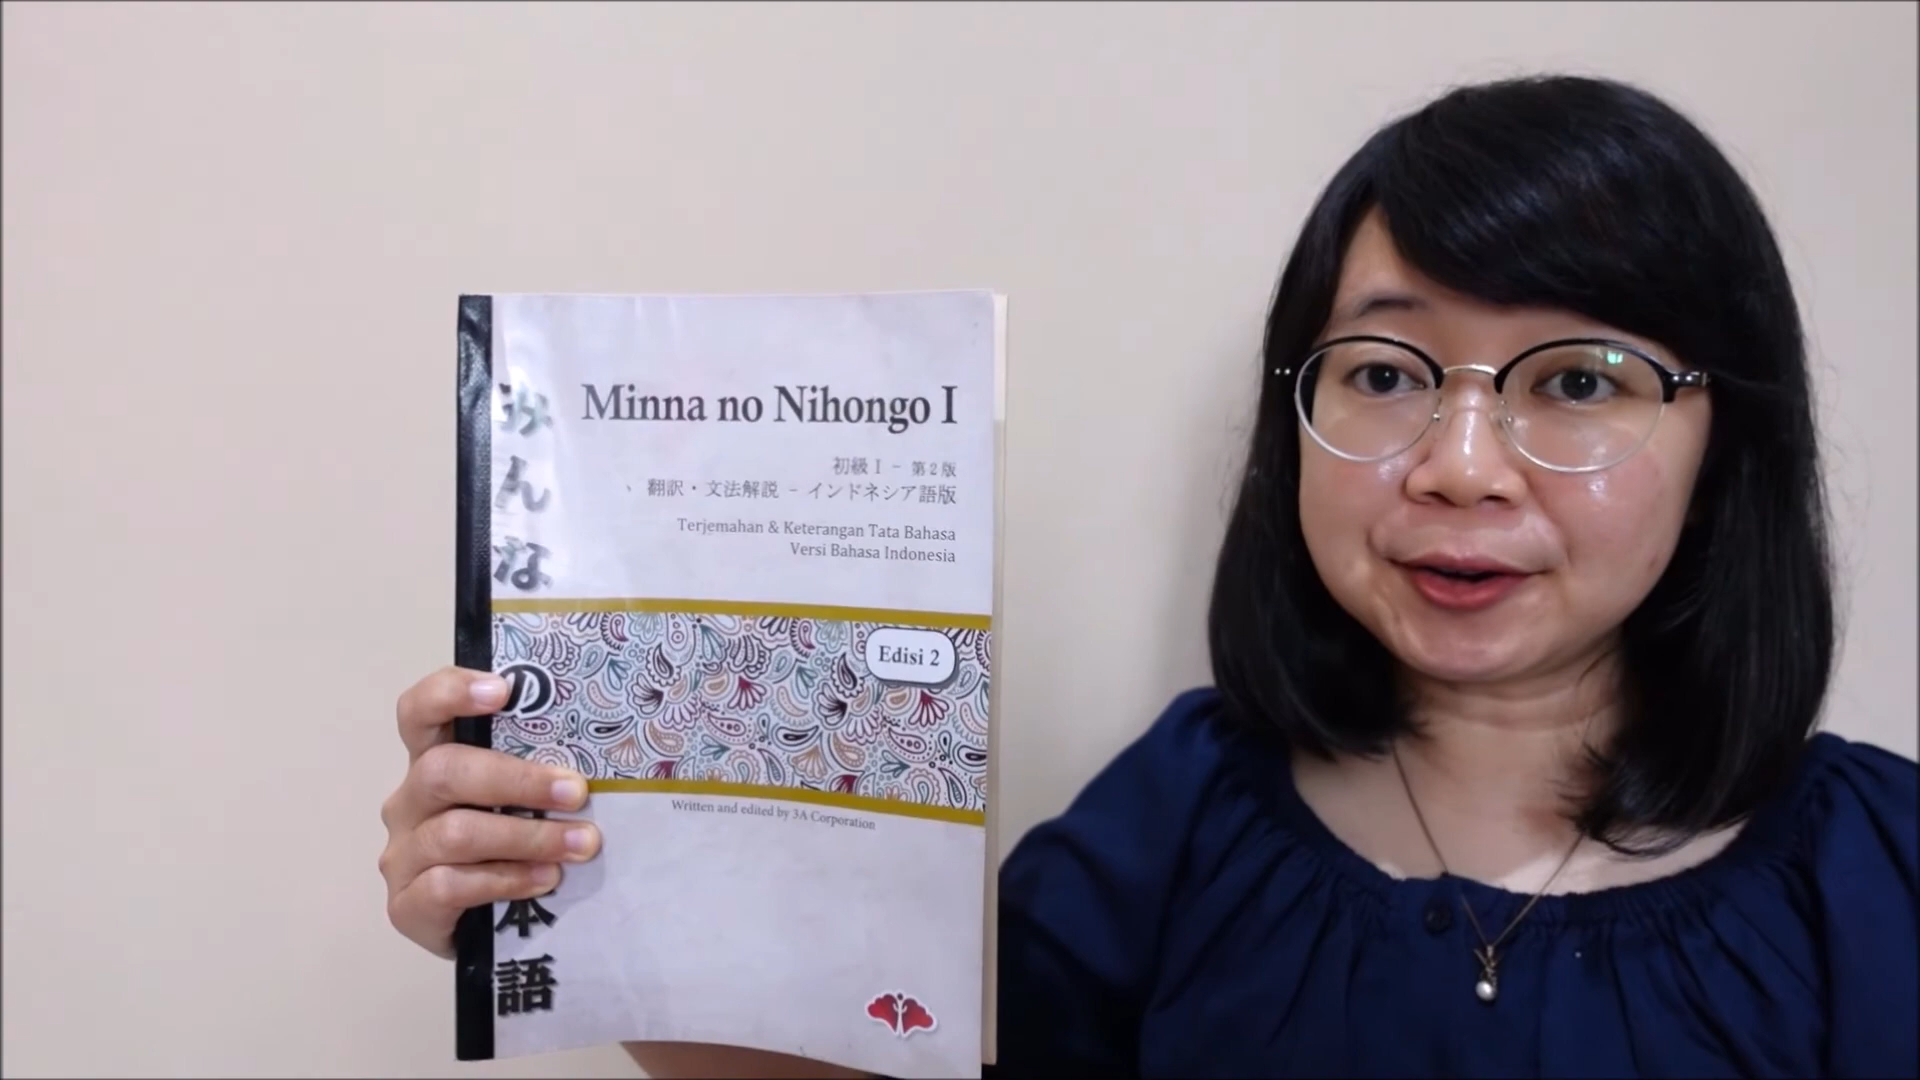 Minna no Nihongo I
初級 I - 第2版
翻訳・文法解説 - インドネシア語版
Terjemahan & Keterangan Tata Bahasa
Versi Bahasa Indonesia
Edisi 2
Written and edited by 3A Corporation
みんなの本語